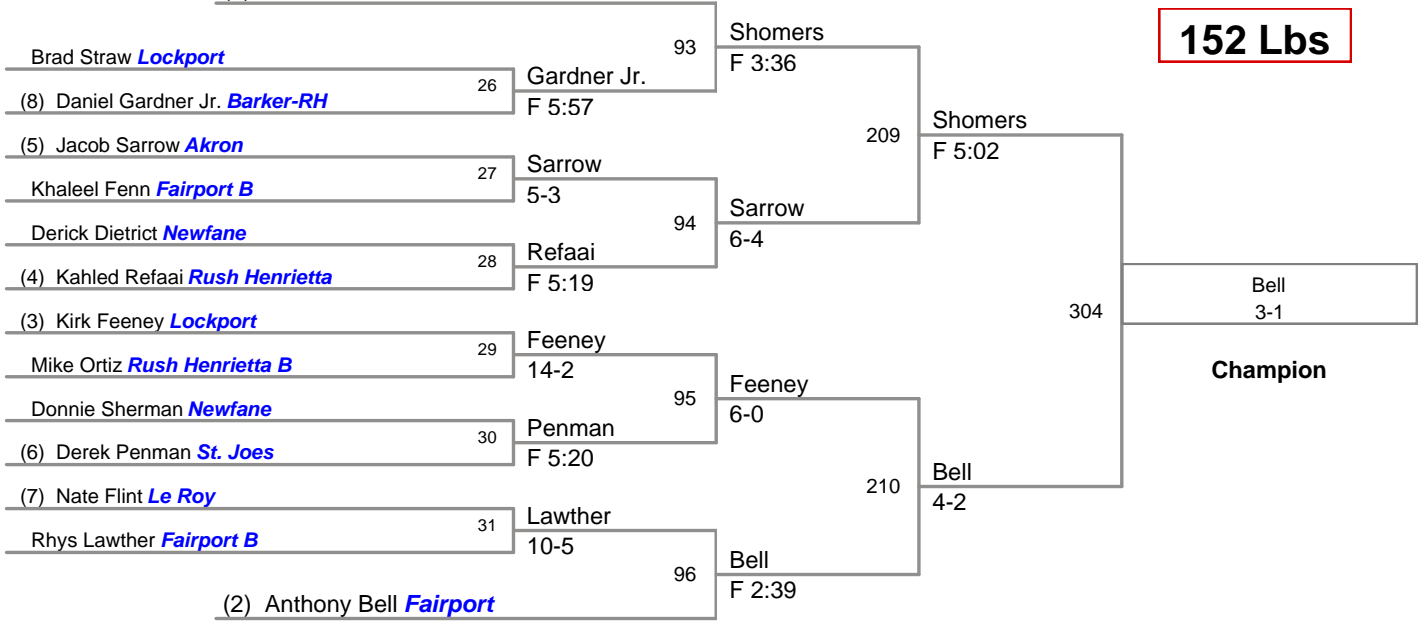 152 Lbs
Brad Straw Lockport
(8) Daniel Gardner Jr. Barker-RH
(5) Jacob Sarrow Akron
Khaleel Fenn Fairport B
Derick Dietrict Newfane
(4) Kahled Refaai Rush Henrietta
(3) Kirk Feeney Lockport
Mike Ortiz Rush Henrietta B
Donnie Sherman Newfane
(6) Derek Penman St. Joes
(7) Nate Flint Le Roy
Rhys Lawther Fairport B
(2) Anthony Bell Fairport
26
Gardner Jr.
F 5:57
27
Sarrow
5-3
28
Refaai
F 5:19
29
Feeney
14-2
30
Penman
F 5:20
31
Lawther
10-5
93
Shomers
F 3:36
94
Sarrow
6-4
95
Feeney
6-0
96
Bell
F 2:39
209
Shomers
F 5:02
210
Bell
4-2
304
Bell
3-1
Champion